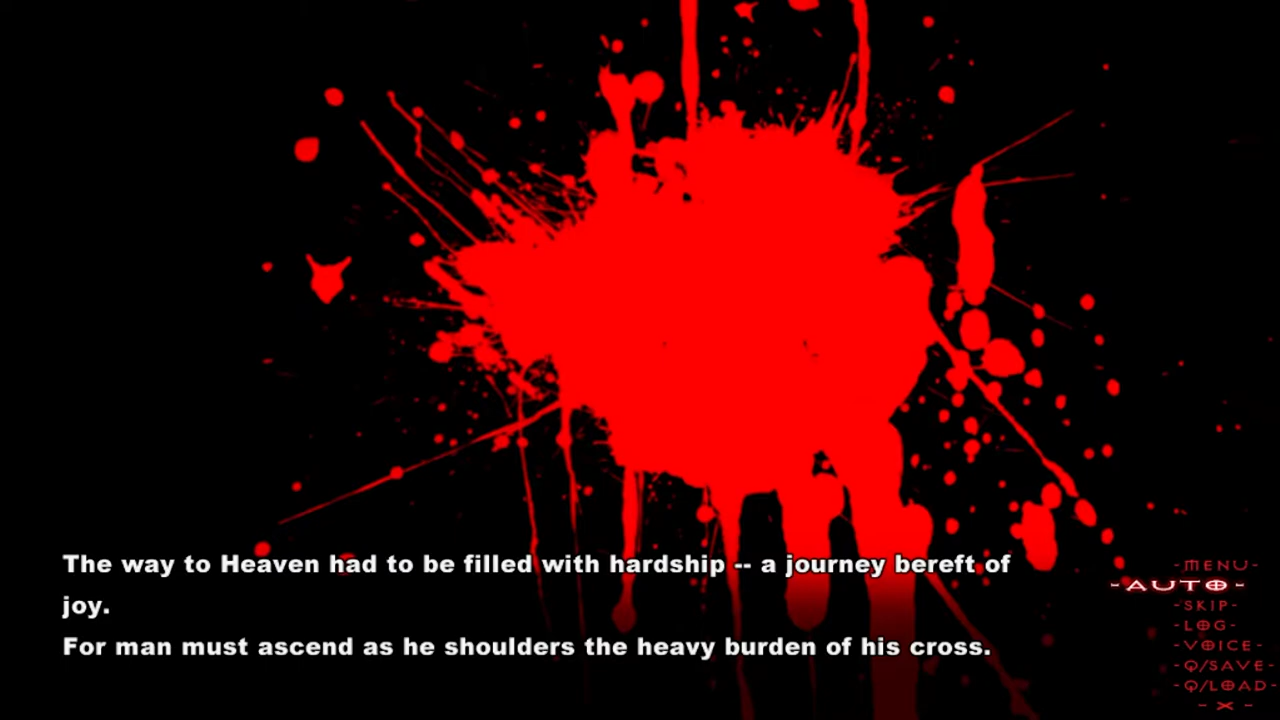 The way to Heaven had to be filled with hardship -- a journey bereft of
joy.
For man must ascend as he shoulders the heavy burden of his cross.
-MENU-
-AUTO-
-SKIP-
-LOG-
-VOICE-
-Q/SAVE-
-Q/LOAD-
-X-